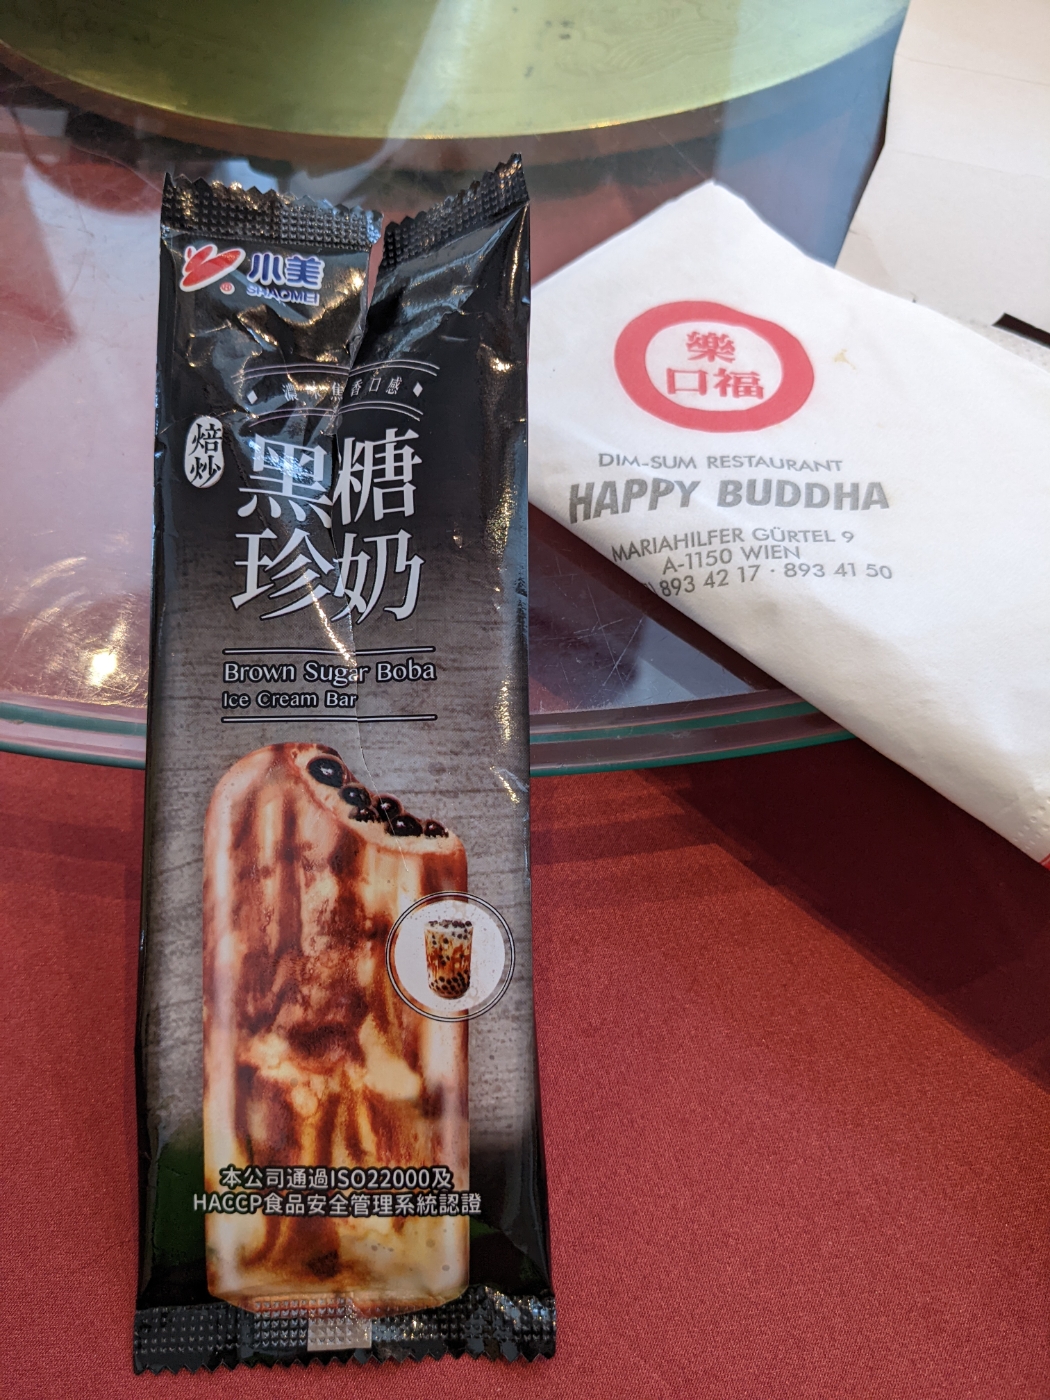 小美
SHAOMEI
濃 香口感
焙炒
黑糖
珍奶
Brown Sugar Boba
Ice Cream Bar
本公司通過ISO22000及
HACCP食品安全管理系統認證
樂
口福
DIM-SUM RESTAURANT
HAPPY BUDDHA
MARIAHILFER GÜRTEL 9
A-1150 WIEN
893 42 17 · 893 41 50